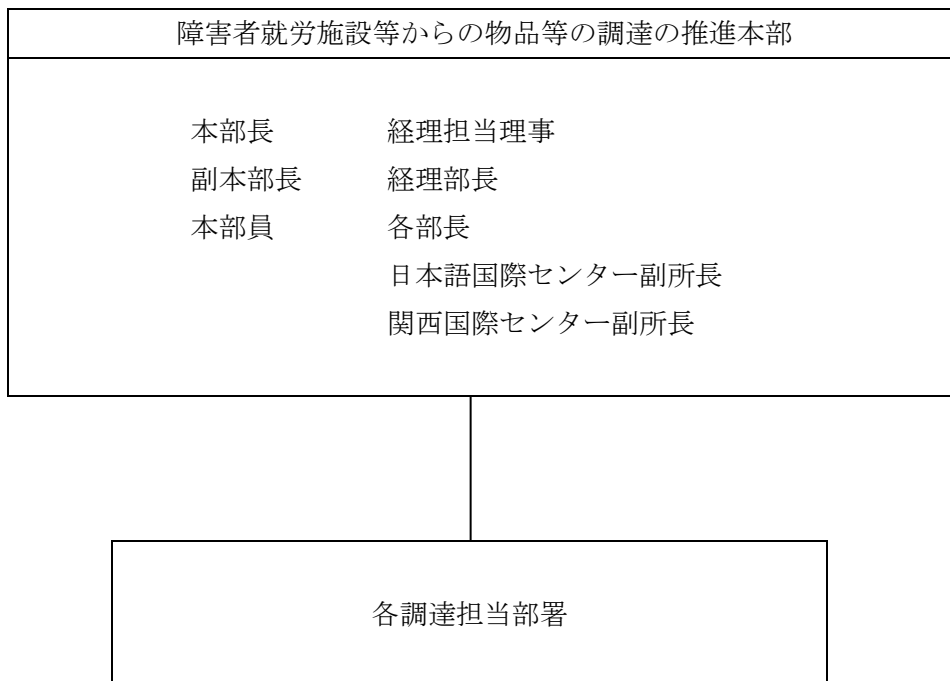 障害者就労施設等からの物品等の調達の推進本部
本部長 経理担当理事
副本部長 経理部長
本部員 各部長
日本語国際センター副所長
関西国際センター副所長
各調達担当部署